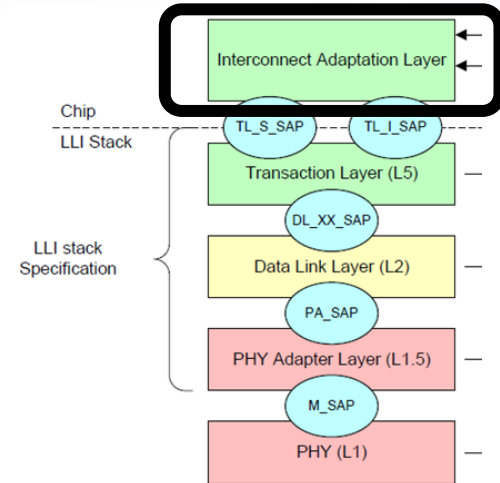 Interconnect Adaptation Layer
Chip
TL_S_SAP
TL_I_SAP
LLI Stack
Transaction Layer (L5)
DL_XX_SAP
LLI stack
Specification
Data Link Layer (L2)
PA_SAP
PHY Adapter Layer (L1.5)
M_SAP
PHY (L1)